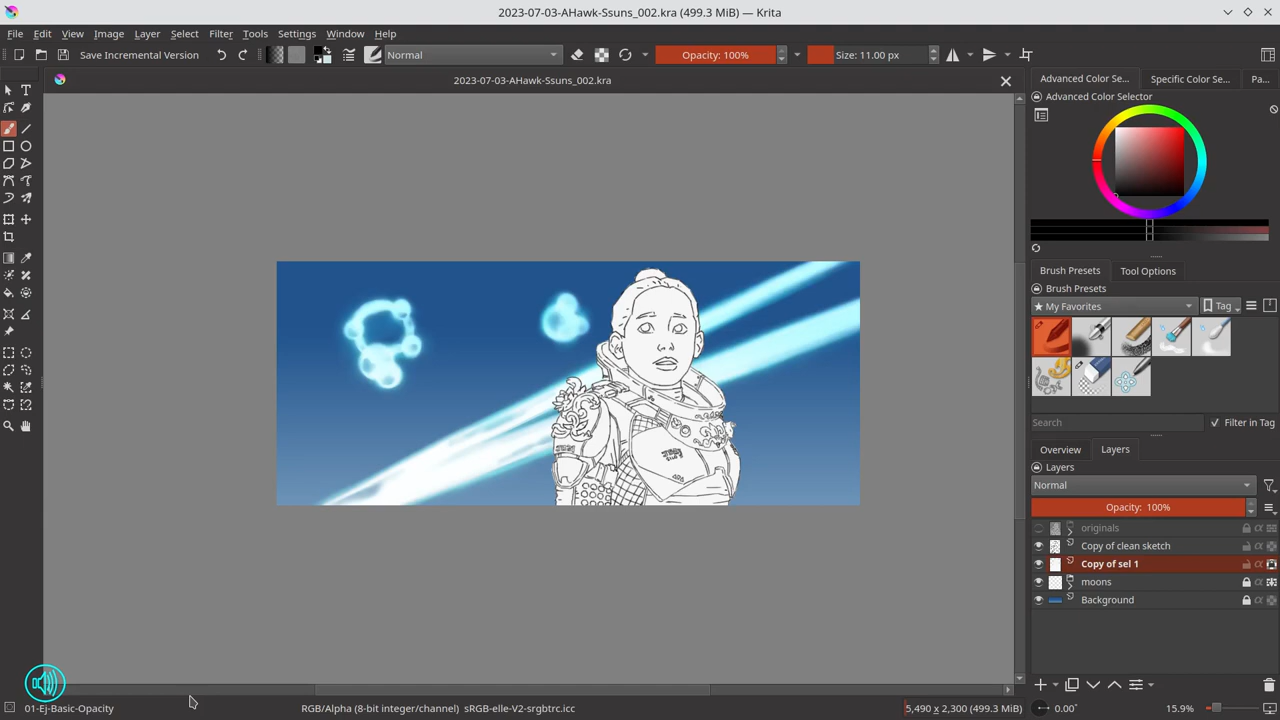 2023-07-03-AHawk-Ssuns_002.kra (499.3 MiB) — Krita
File Edit View Image Layer Select Filter Tools Settings Window Help
Save Incremental Version Normal Opacity: 100% Size: 11.00 px
2023-07-03-AHawk-Ssuns_002.kra
Advanced Color Se... Specific Color Se... Pa...
Advanced Color Selector
Brush Presets Tool Options
Brush Presets
★ My Favorites Tag
Search Filter in Tag
Overview Layers
Layers
Normal
Opacity: 100%
originals
Copy of clean sketch
Copy of sel 1
moons
Background
01-Ej-Basic-Opacity RGB/Alpha (8-bit integer/channel) sRGB-elle-V2-srgbtrc.icc 5,490 x 2,300 (499.3 MiB) 0.00° 15.9%